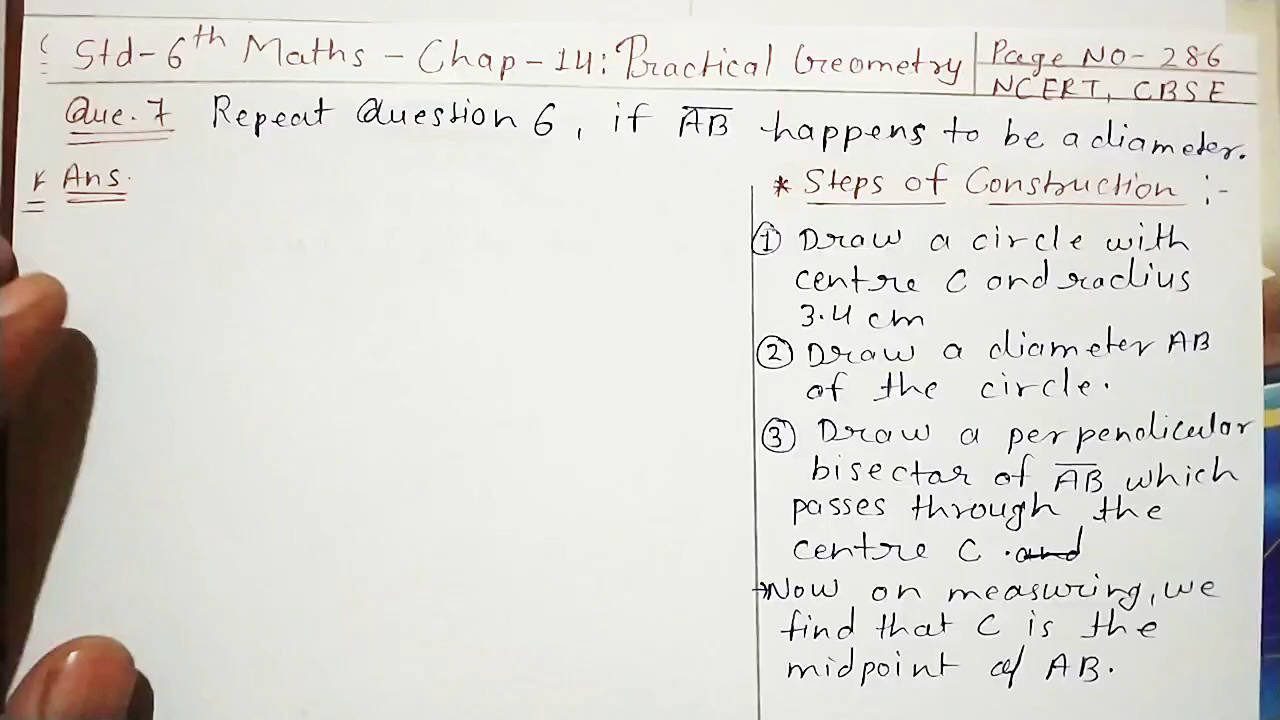 Std-6th Maths - Chap-14: Practical Geometry
Page No- 286
NCERT, CBSE
Que. 7 Repeat Question 6, if AB happens to be a diameter.
Ans.
* Steps of Construction :-
① Draw a circle with
centre C and radius
3.4 cm
② Draw a diameter AB
of the circle.
③ Draw a perpendicular
bisectar of AB which
passes through the
centre C . and
→ Now on measuring, we
find that C is the
midpoint of AB.